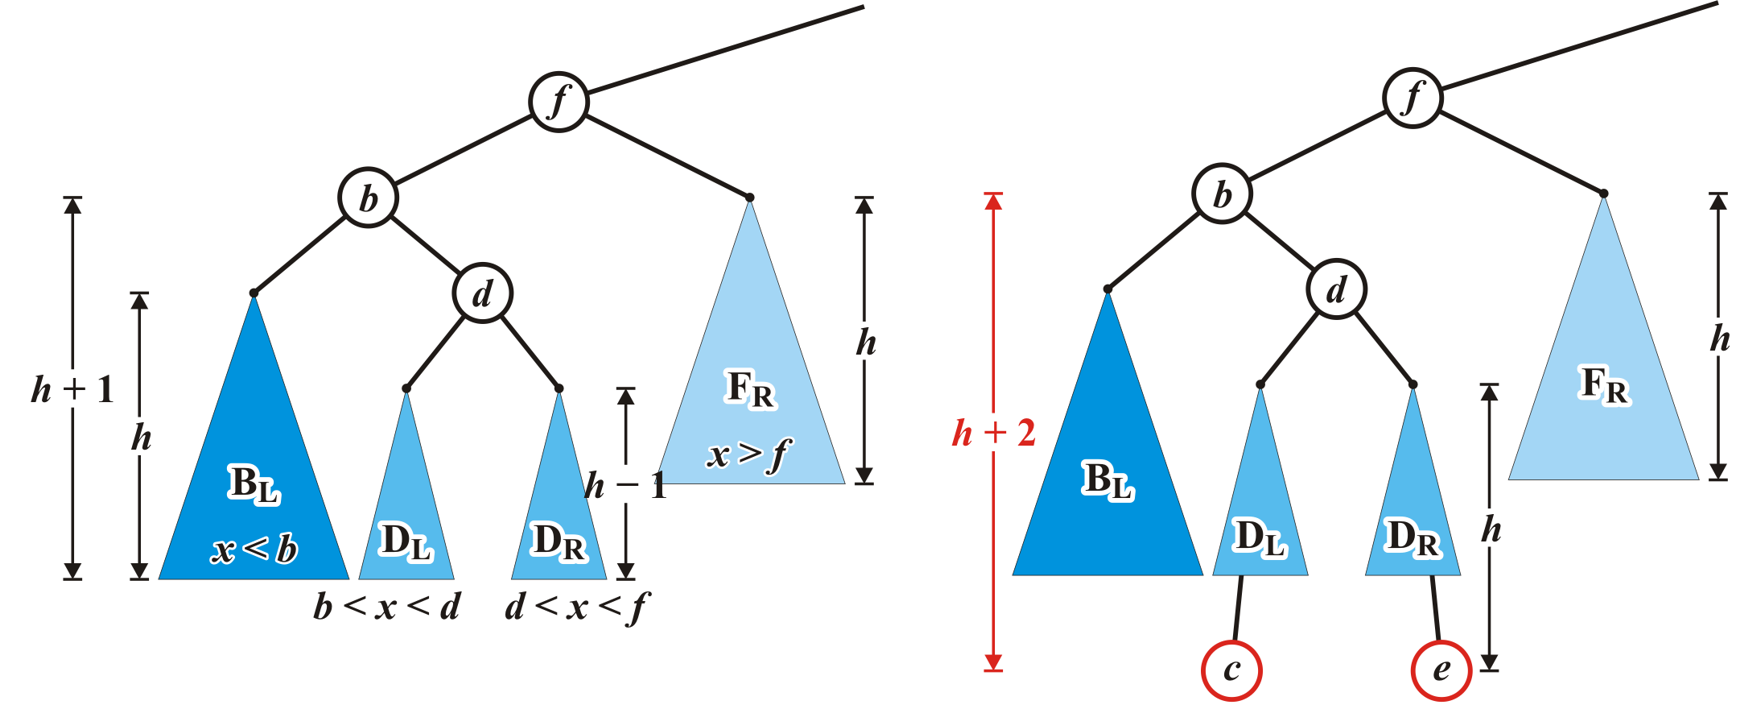 f
f
b
b
d
d
h + 1
h
h
h
F_R
F_R
x > f
h + 2
B_L
B_L
h − 1
x < b
D_L
D_R
D_L
D_R
h
b < x < d
d < x < f
c
e